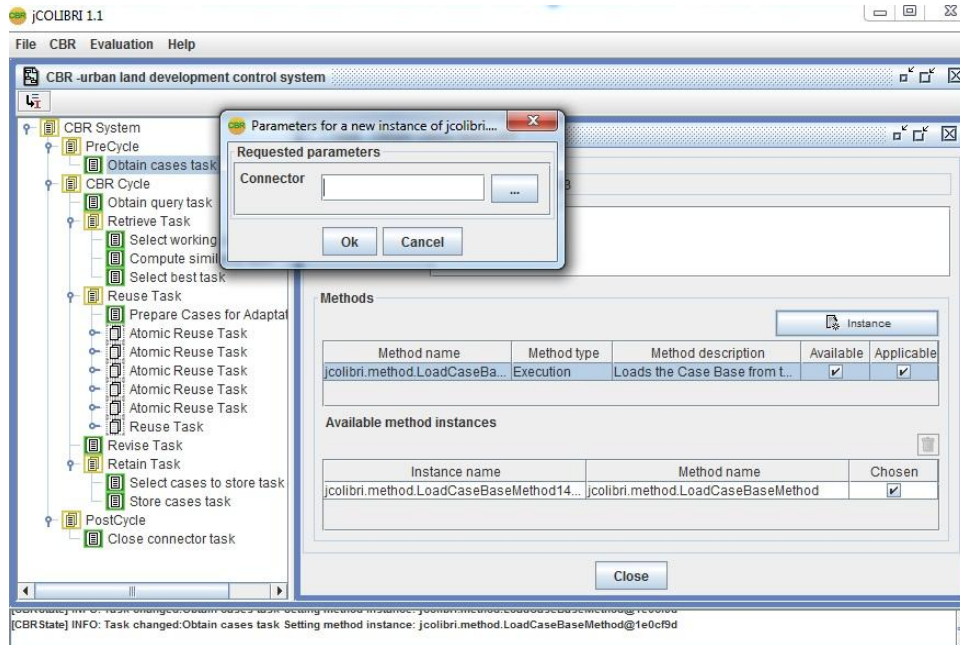 jCOLIBRI 1.1
File CBR Evaluation Help
CBR -urban land development control system
CBR System
PreCycle
Obtain cases task
CBR Cycle
Obtain query task
Retrieve Task
Select working
Compute simil
Select best task
Reuse Task
Prepare Cases for Adaptat
Atomic Reuse Task
Atomic Reuse Task
Atomic Reuse Task
Atomic Reuse Task
Atomic Reuse Task
Reuse Task
Revise Task
Retain Task
Select cases to store task
Store cases task
PostCycle
Close connector task
CBR Parameters for a new instance of jcolibri....
Requested parameters
Connector
...
Ok Cancel
Methods
Instance
Method name Method type Method description Available Applicable
jcolibri.method.LoadCaseBa... Execution Loads the Case Base from t...
Available method instances
Instance name Method name Chosen
jcolibri.method.LoadCaseBaseMethod14... jcolibri.method.LoadCaseBaseMethod
Close
[CBRState] INFO: Task changed:Obtain cases task Setting method instance: jcolibri.method.LoadCaseBaseMethod@1e0cf9d